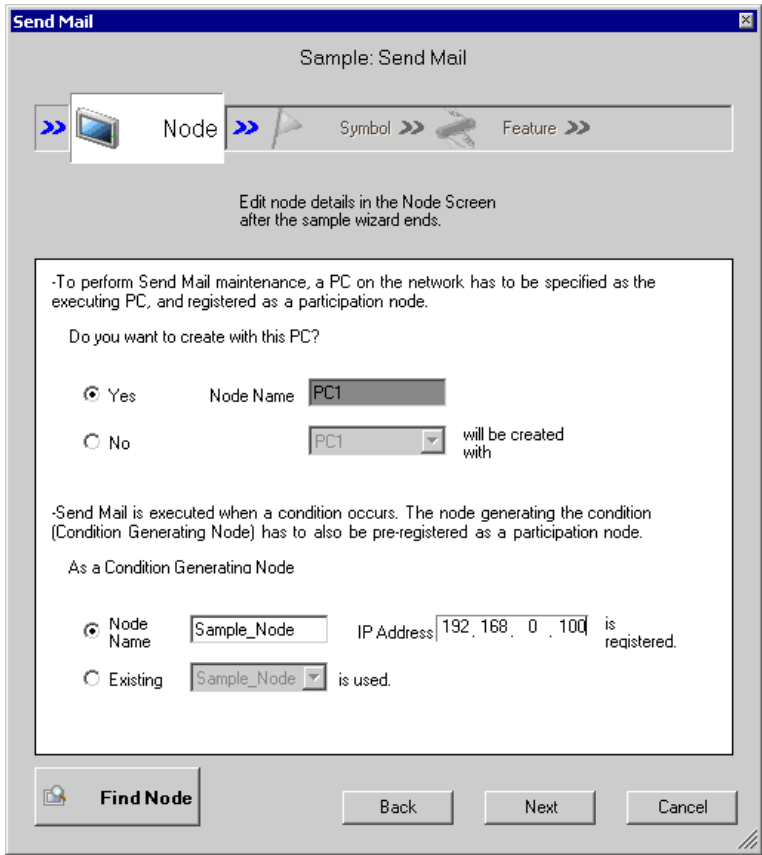 Send Mail
Sample: Send Mail
Node
Symbol
Feature
Edit node details in the Node Screen
after the sample wizard ends.
-To perform Send Mail maintenance, a PC on the network has to be specified as the
executing PC, and registered as a participation node.
Do you want to create with this PC?
Yes Node Name PC1
No PC1 will be created
with
-Send Mail is executed when a condition occurs. The node generating the condition
(Condition Generating Node) has to also be pre-registered as a participation node.
As a Condition Generating Node
Node
Name Sample_Node IP Address 192 . 168 . 0 . 100 is
registered.
Existing Sample_Node is used.
Find Node
Back Next Cancel